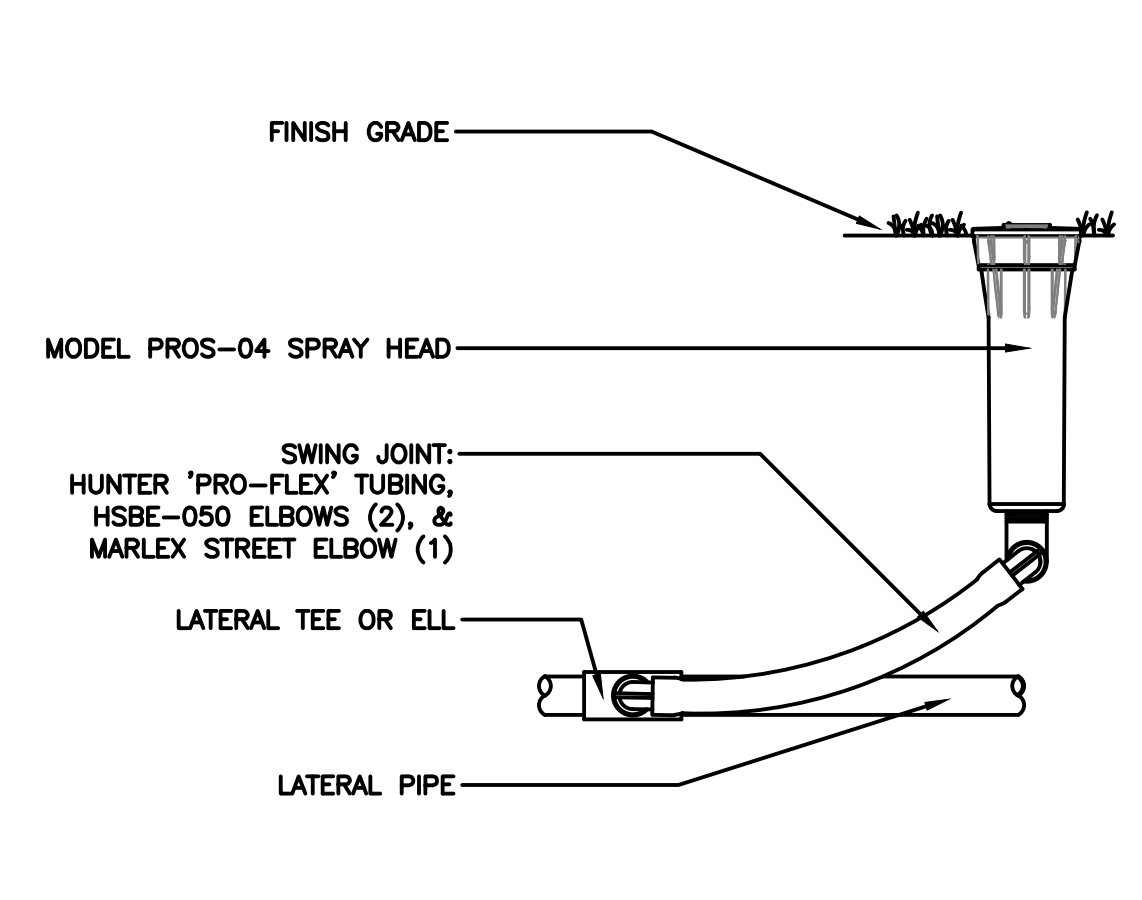 FINISH GRADE
MODEL PROS-04 SPRAY HEAD
SWING JOINT:
HUNTER 'PRO-FLEX' TUBING,
HSBE-050 ELBOWS (2), &
MARLEX STREET ELBOW (1)
LATERAL TEE OR ELL
LATERAL PIPE